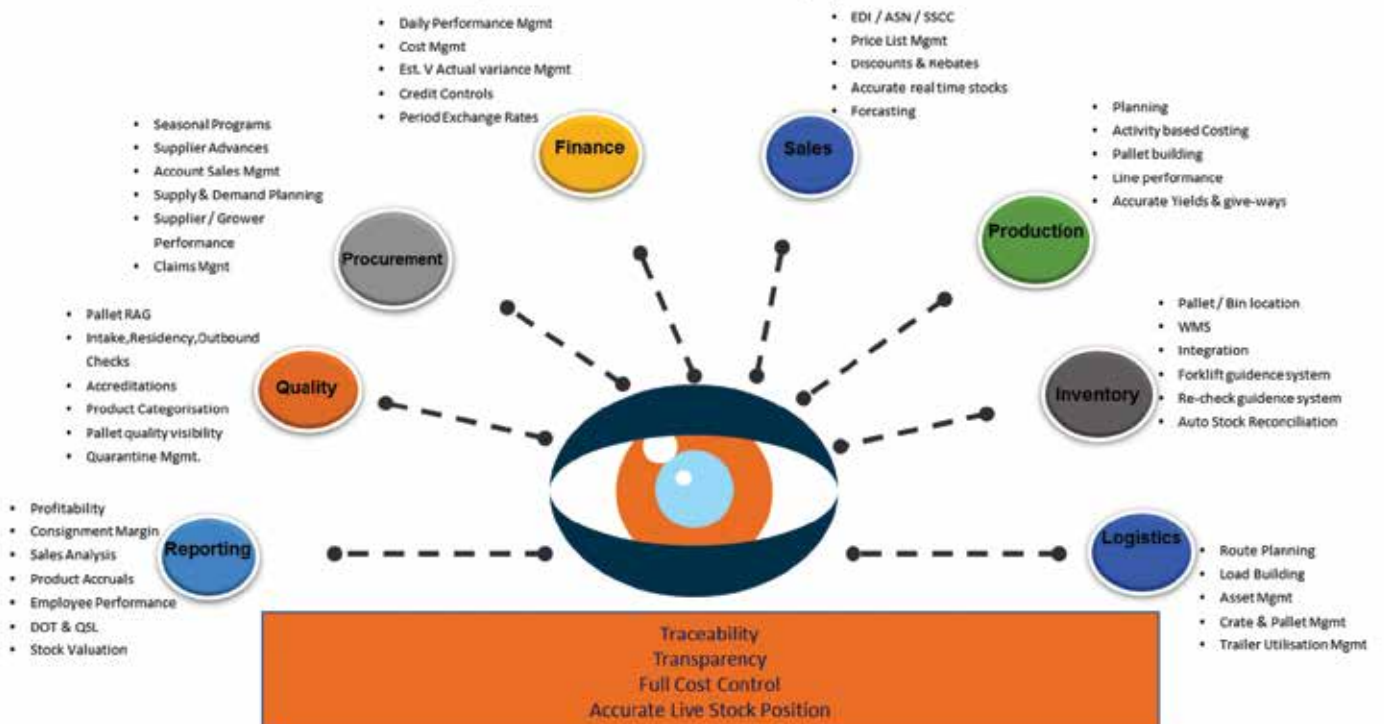 • Daily Performance Mgmt
• Cost Mgmt
• Est. V Actual variance Mgmt
• Credit Controls
• Period Exchange Rates
Finance
• EDI / ASN / SSCC
• Price List Mgmt
• Discounts & Rebates
• Accurate real time stocks
• Forcasting
Sales
• Seasonal Programs
• Supplier Advances
• Account Sales Mgmt
• Supply & Demand Planning
• Supplier / Grower
Performance
• Claims Mgnt
Procurement
• Planning
• Activity based Costing
• Pallet building
• Line performance
• Accurate Yields & give-ways
Production
• Pallet RAG
• Intake,Residency,Outbound
Checks
• Accreditations
• Product Categorisation
• Pallet quality visibility
• Quarantine Mgmt.
Quality
• Pallet / Bin location
• WMS
• Integration
• Forklift guidence system
• Re-check guidence system
• Auto Stock Reconciliation
Inventory
• Profitability
• Consignment Margin
• Sales Analysis
• Product Accruals
• Employee Performance
• DOT & QSL
• Stock Valuation
Reporting
Logistics
• Route Planning
• Load Building
• Asset Mgmt
• Crate & Pallet Mgmt
• Trailer Utilisation Mgmt
Traceability
Transparency
Full Cost Control
Accurate Live Stock Position